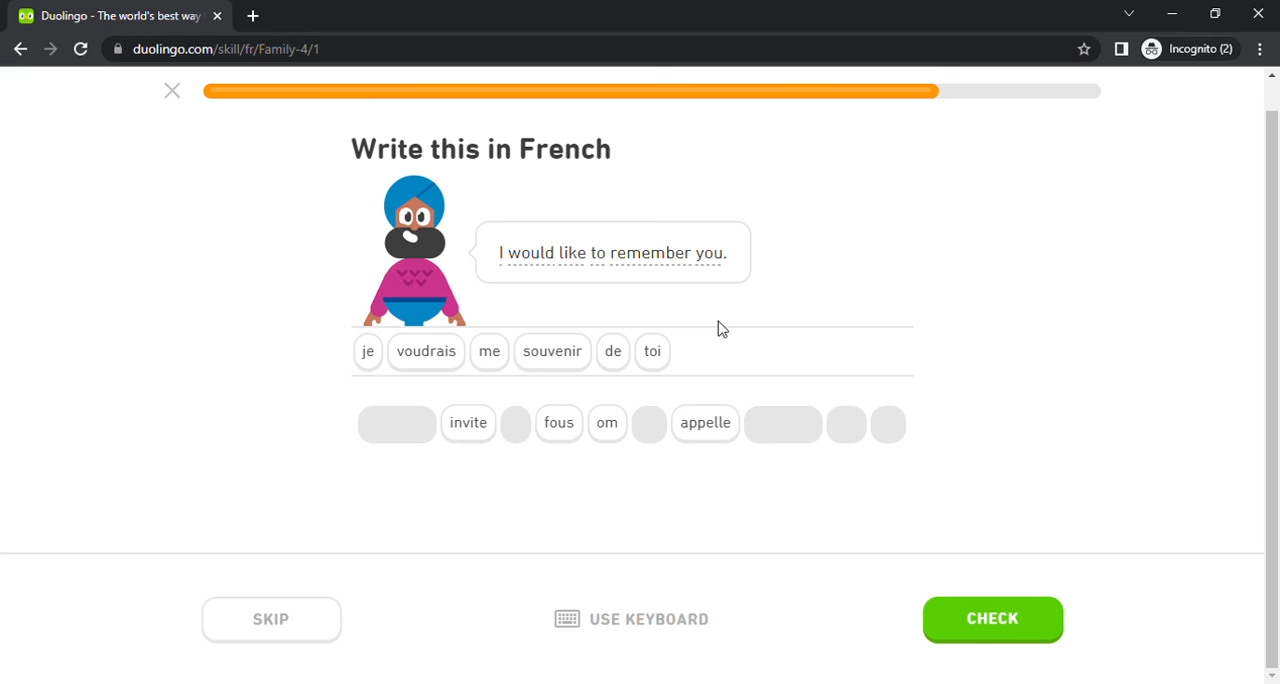 Duolingo - The world's best way
duolingo.com/skill/fr/Family-4/1
Incognito (2)
Write this in French
I would like to remember you.
je voudrais me souvenir de toi
invite fous om appelle
SKIP
USE KEYBOARD
CHECK